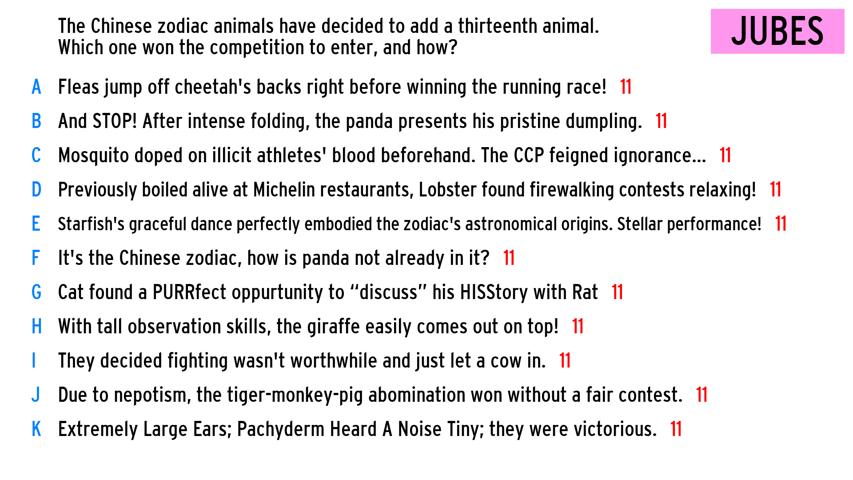 The Chinese zodiac animals have decided to add a thirteenth animal.
Which one won the competition to enter, and how?
JUBES
A Fleas jump off cheetah's backs right before winning the running race! 11
B And STOP! After intense folding, the panda presents his pristine dumpling. 11
C Mosquito doped on illicit athletes' blood beforehand. The CCP feigned ignorance... 11
D Previously boiled alive at Michelin restaurants, Lobster found firewalking contests relaxing! 11
E Starfish's graceful dance perfectly embodied the zodiac's astronomical origins. Stellar performance! 11
F It's the Chinese zodiac, how is panda not already in it? 11
G Cat found a PURRfect oppurtunity to “discuss” his HISStory with Rat 11
H With tall observation skills, the giraffe easily comes out on top! 11
I They decided fighting wasn't worthwhile and just let a cow in. 11
J Due to nepotism, the tiger-monkey-pig abomination won without a fair contest. 11
K Extremely Large Ears; Pachyderm Heard A Noise Tiny; they were victorious. 11